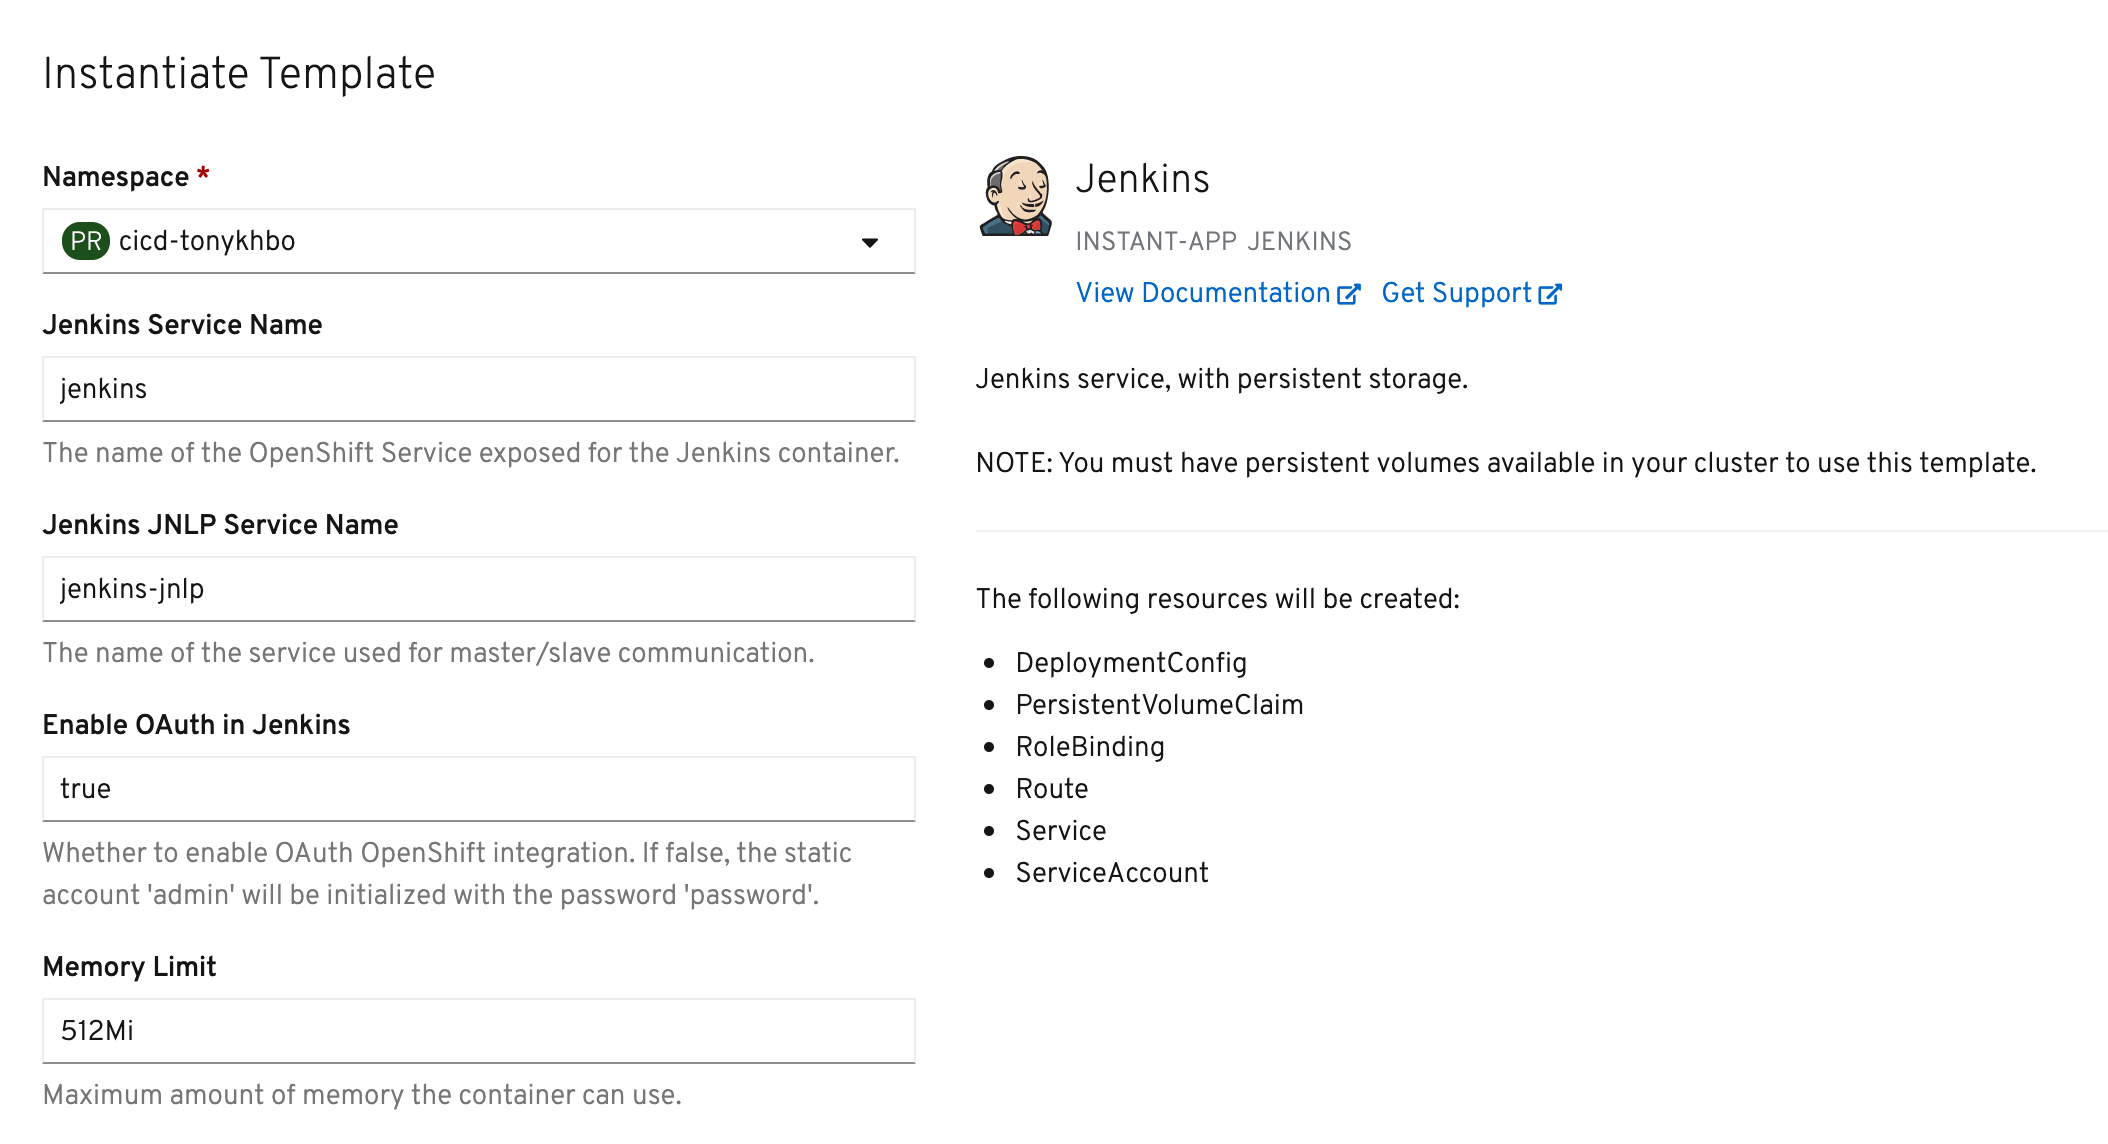 Instantiate Template
Namespace *
PR cicd-tonykhbo
Jenkins Service Name
jenkins
The name of the OpenShift Service exposed for the Jenkins container.
Jenkins JNLP Service Name
jenkins-jnlp
The name of the service used for master/slave communication.
Enable OAuth in Jenkins
true
Whether to enable OAuth OpenShift integration. If false, the static
account 'admin' will be initialized with the password 'password'.
Memory Limit
512Mi
Maximum amount of memory the container can use.
Jenkins
INSTANT-APP JENKINS
View Documentation Get Support
Jenkins service, with persistent storage.
NOTE: You must have persistent volumes available in your cluster to use this template.
The following resources will be created:
• DeploymentConfig
• PersistentVolumeClaim
• RoleBinding
• Route
• Service
• ServiceAccount